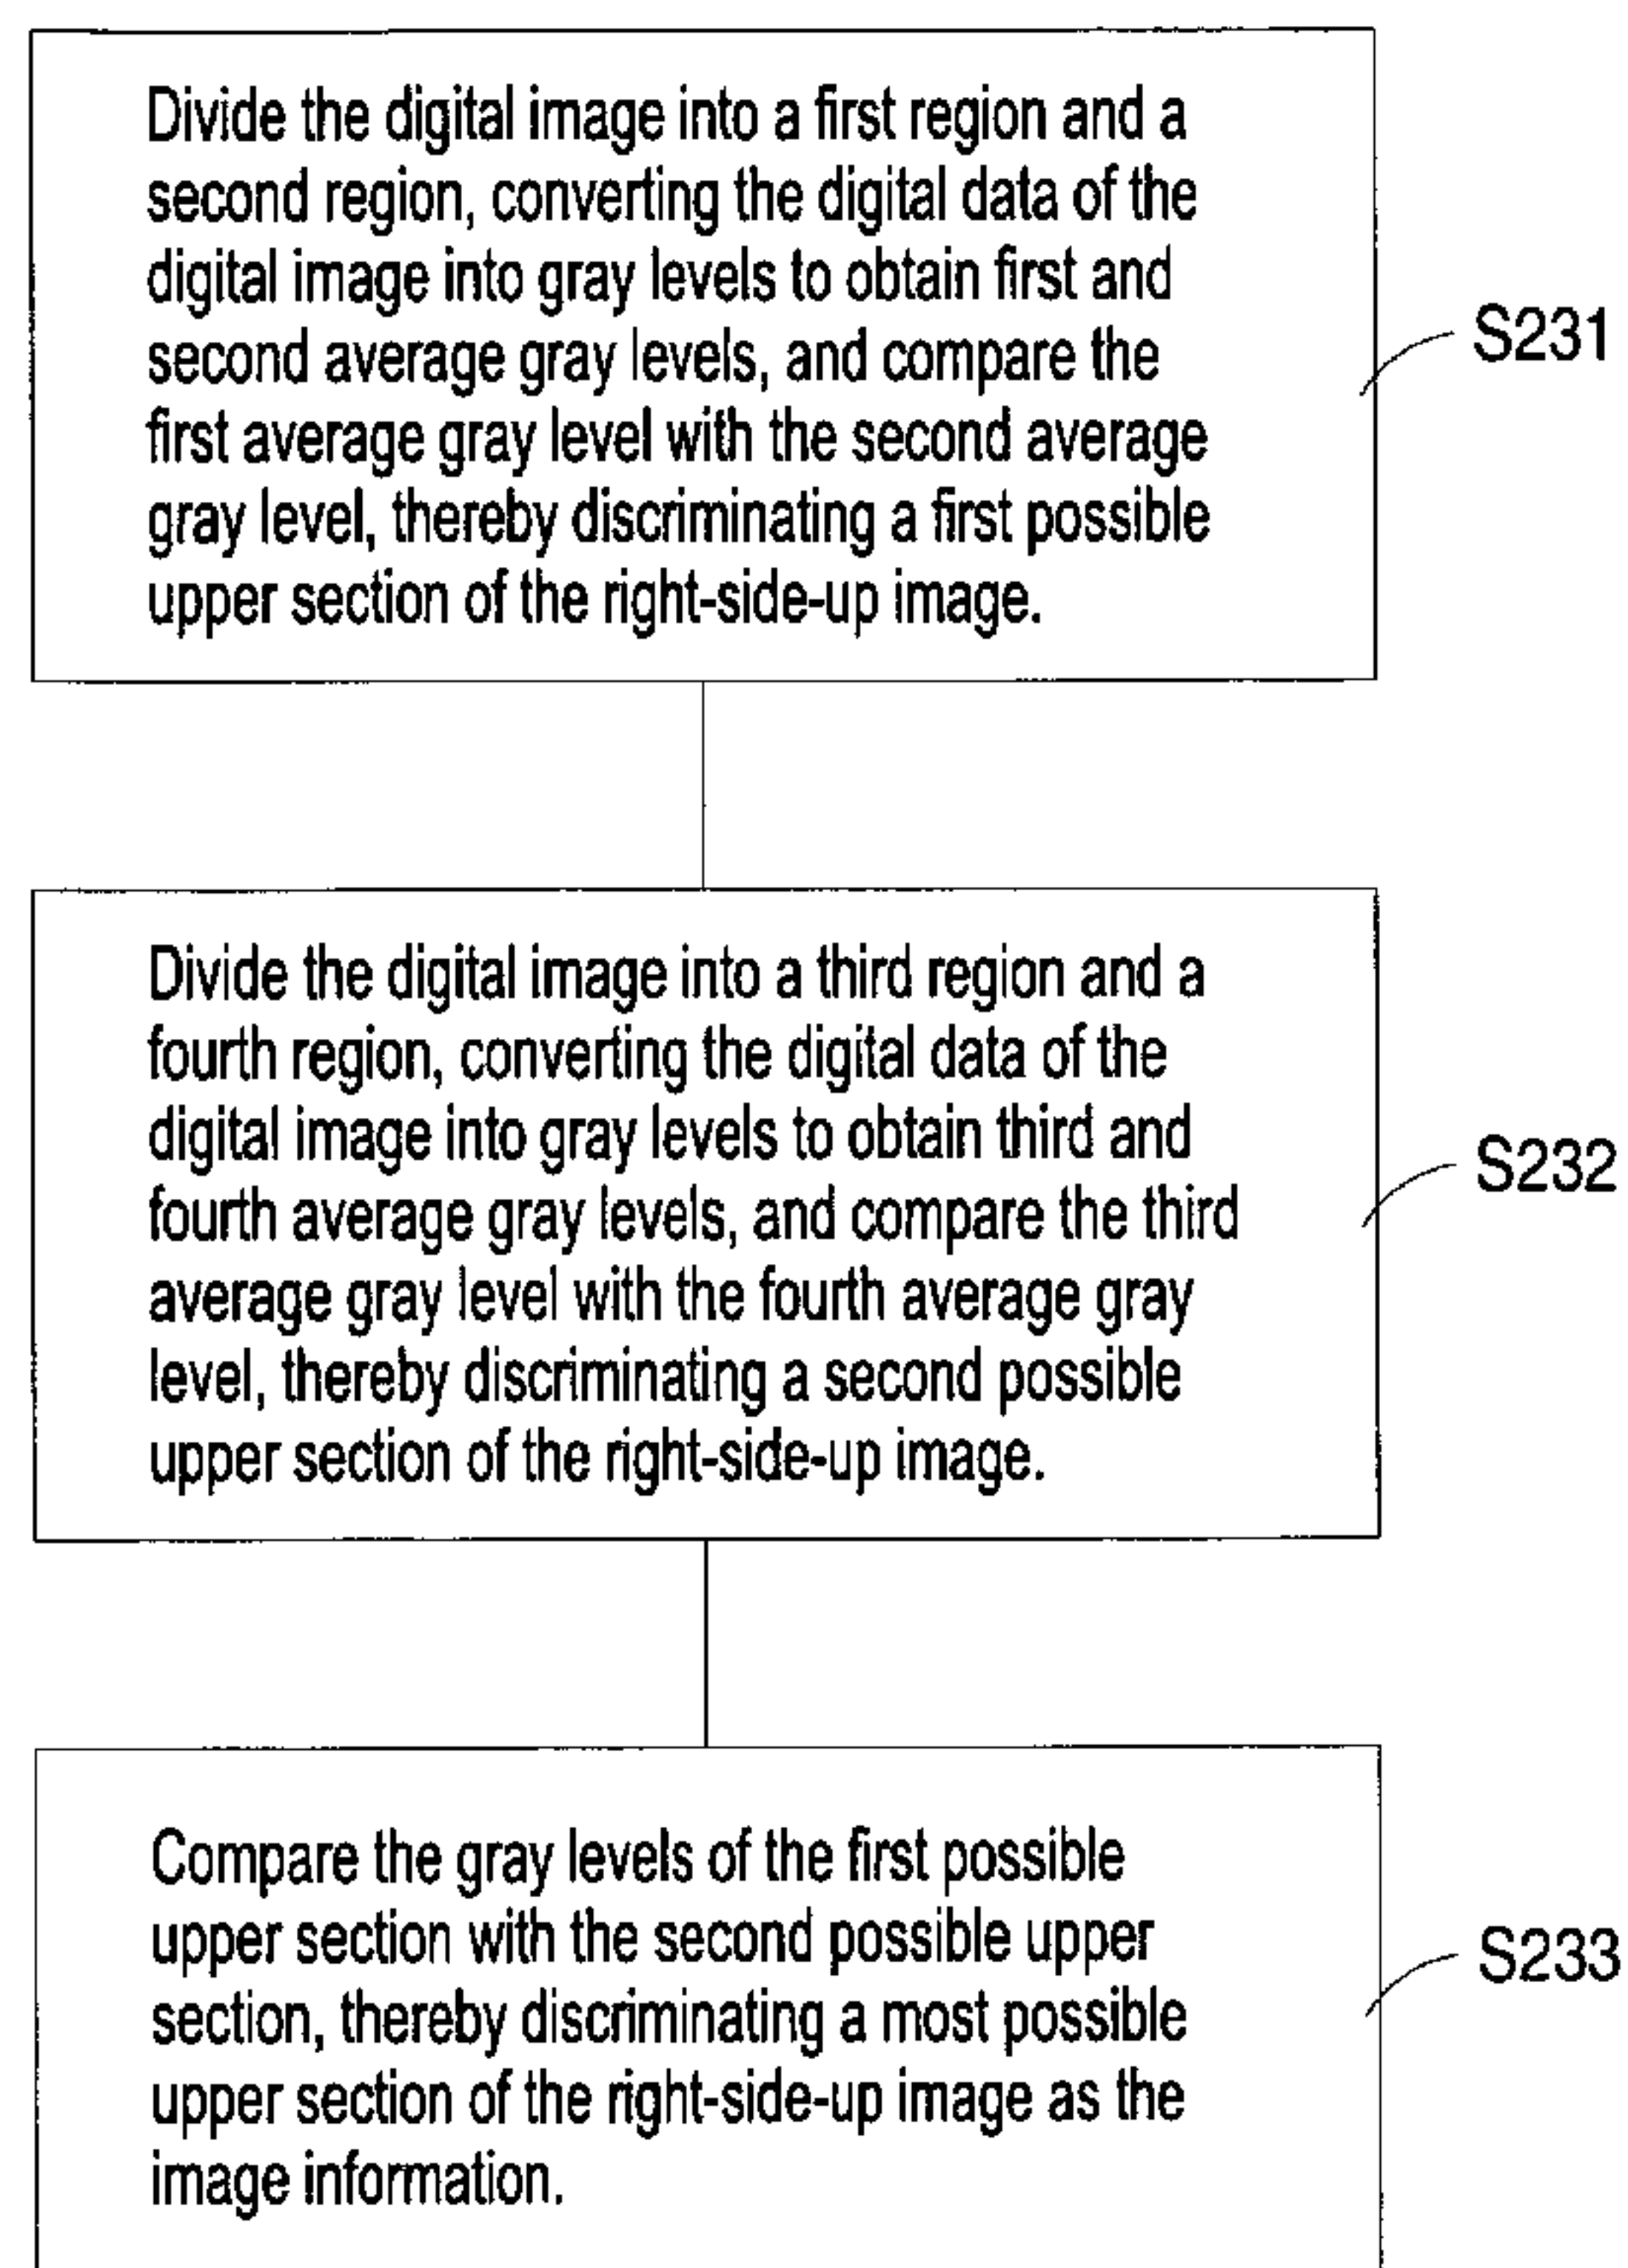 Divide the digital image into a first region and a
second region, converting the digital data of the
digital image into gray levels to obtain first and
second average gray levels, and compare the
first average gray level with the second average
gray level, thereby discriminating a first possible
upper section of the right-side-up image.
S231
Divide the digital image into a third region and a
fourth region, converting the digital data of the
digital image into gray levels to obtain third and
fourth average gray levels, and compare the third
average gray level with the fourth average gray
level, thereby discriminating a second possible
upper section of the right-side-up image.
S232
Compare the gray levels of the first possible
upper section with the second possible upper
section, thereby discriminating a most possible
upper section of the right-side-up image as the
image information.
S233